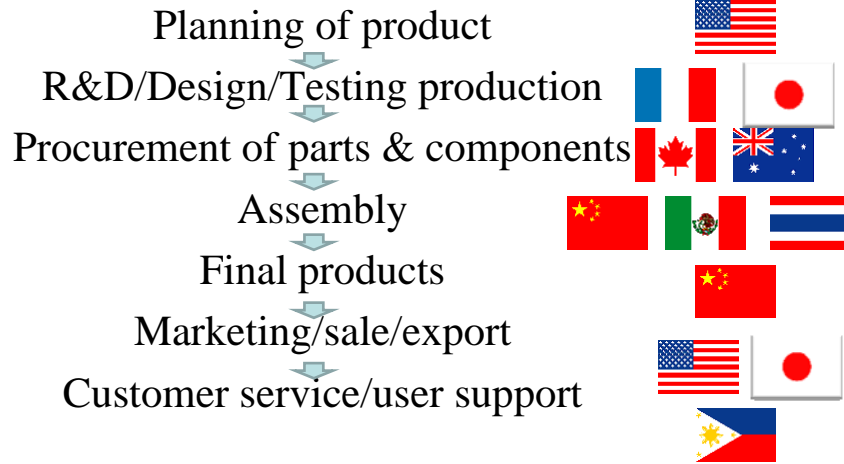 Planning of product
R&D/Design/Testing production
Procurement of parts & components
Assembly
Final products
Marketing/sale/export
Customer service/user support